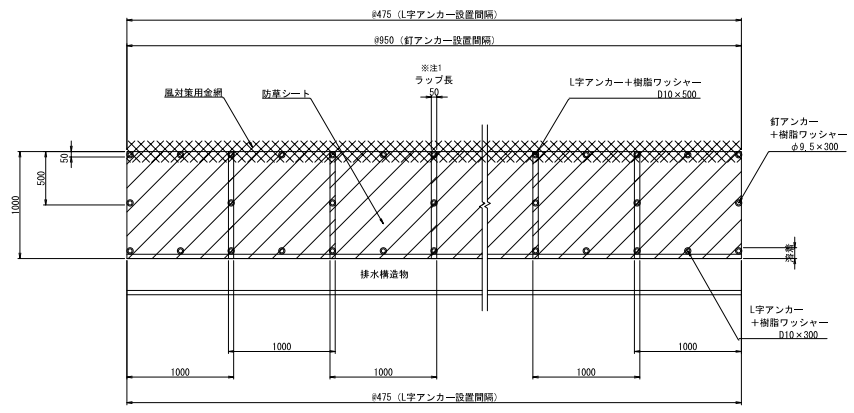 @475 (L字アンカー設置間隔)
@950 (釘アンカー設置間隔)
※注1
ラップ長
50
風対策用金網
防草シート
L字アンカー+樹脂ワッシャー
D10×500
釘アンカー
+樹脂ワッシャー
φ9.5×300
50
500
1000
排水構造物
L字アンカー
+樹脂ワッシャー
D10×300
1000
1000
1000
1000
1000
@475 (L字アンカー設置間隔)